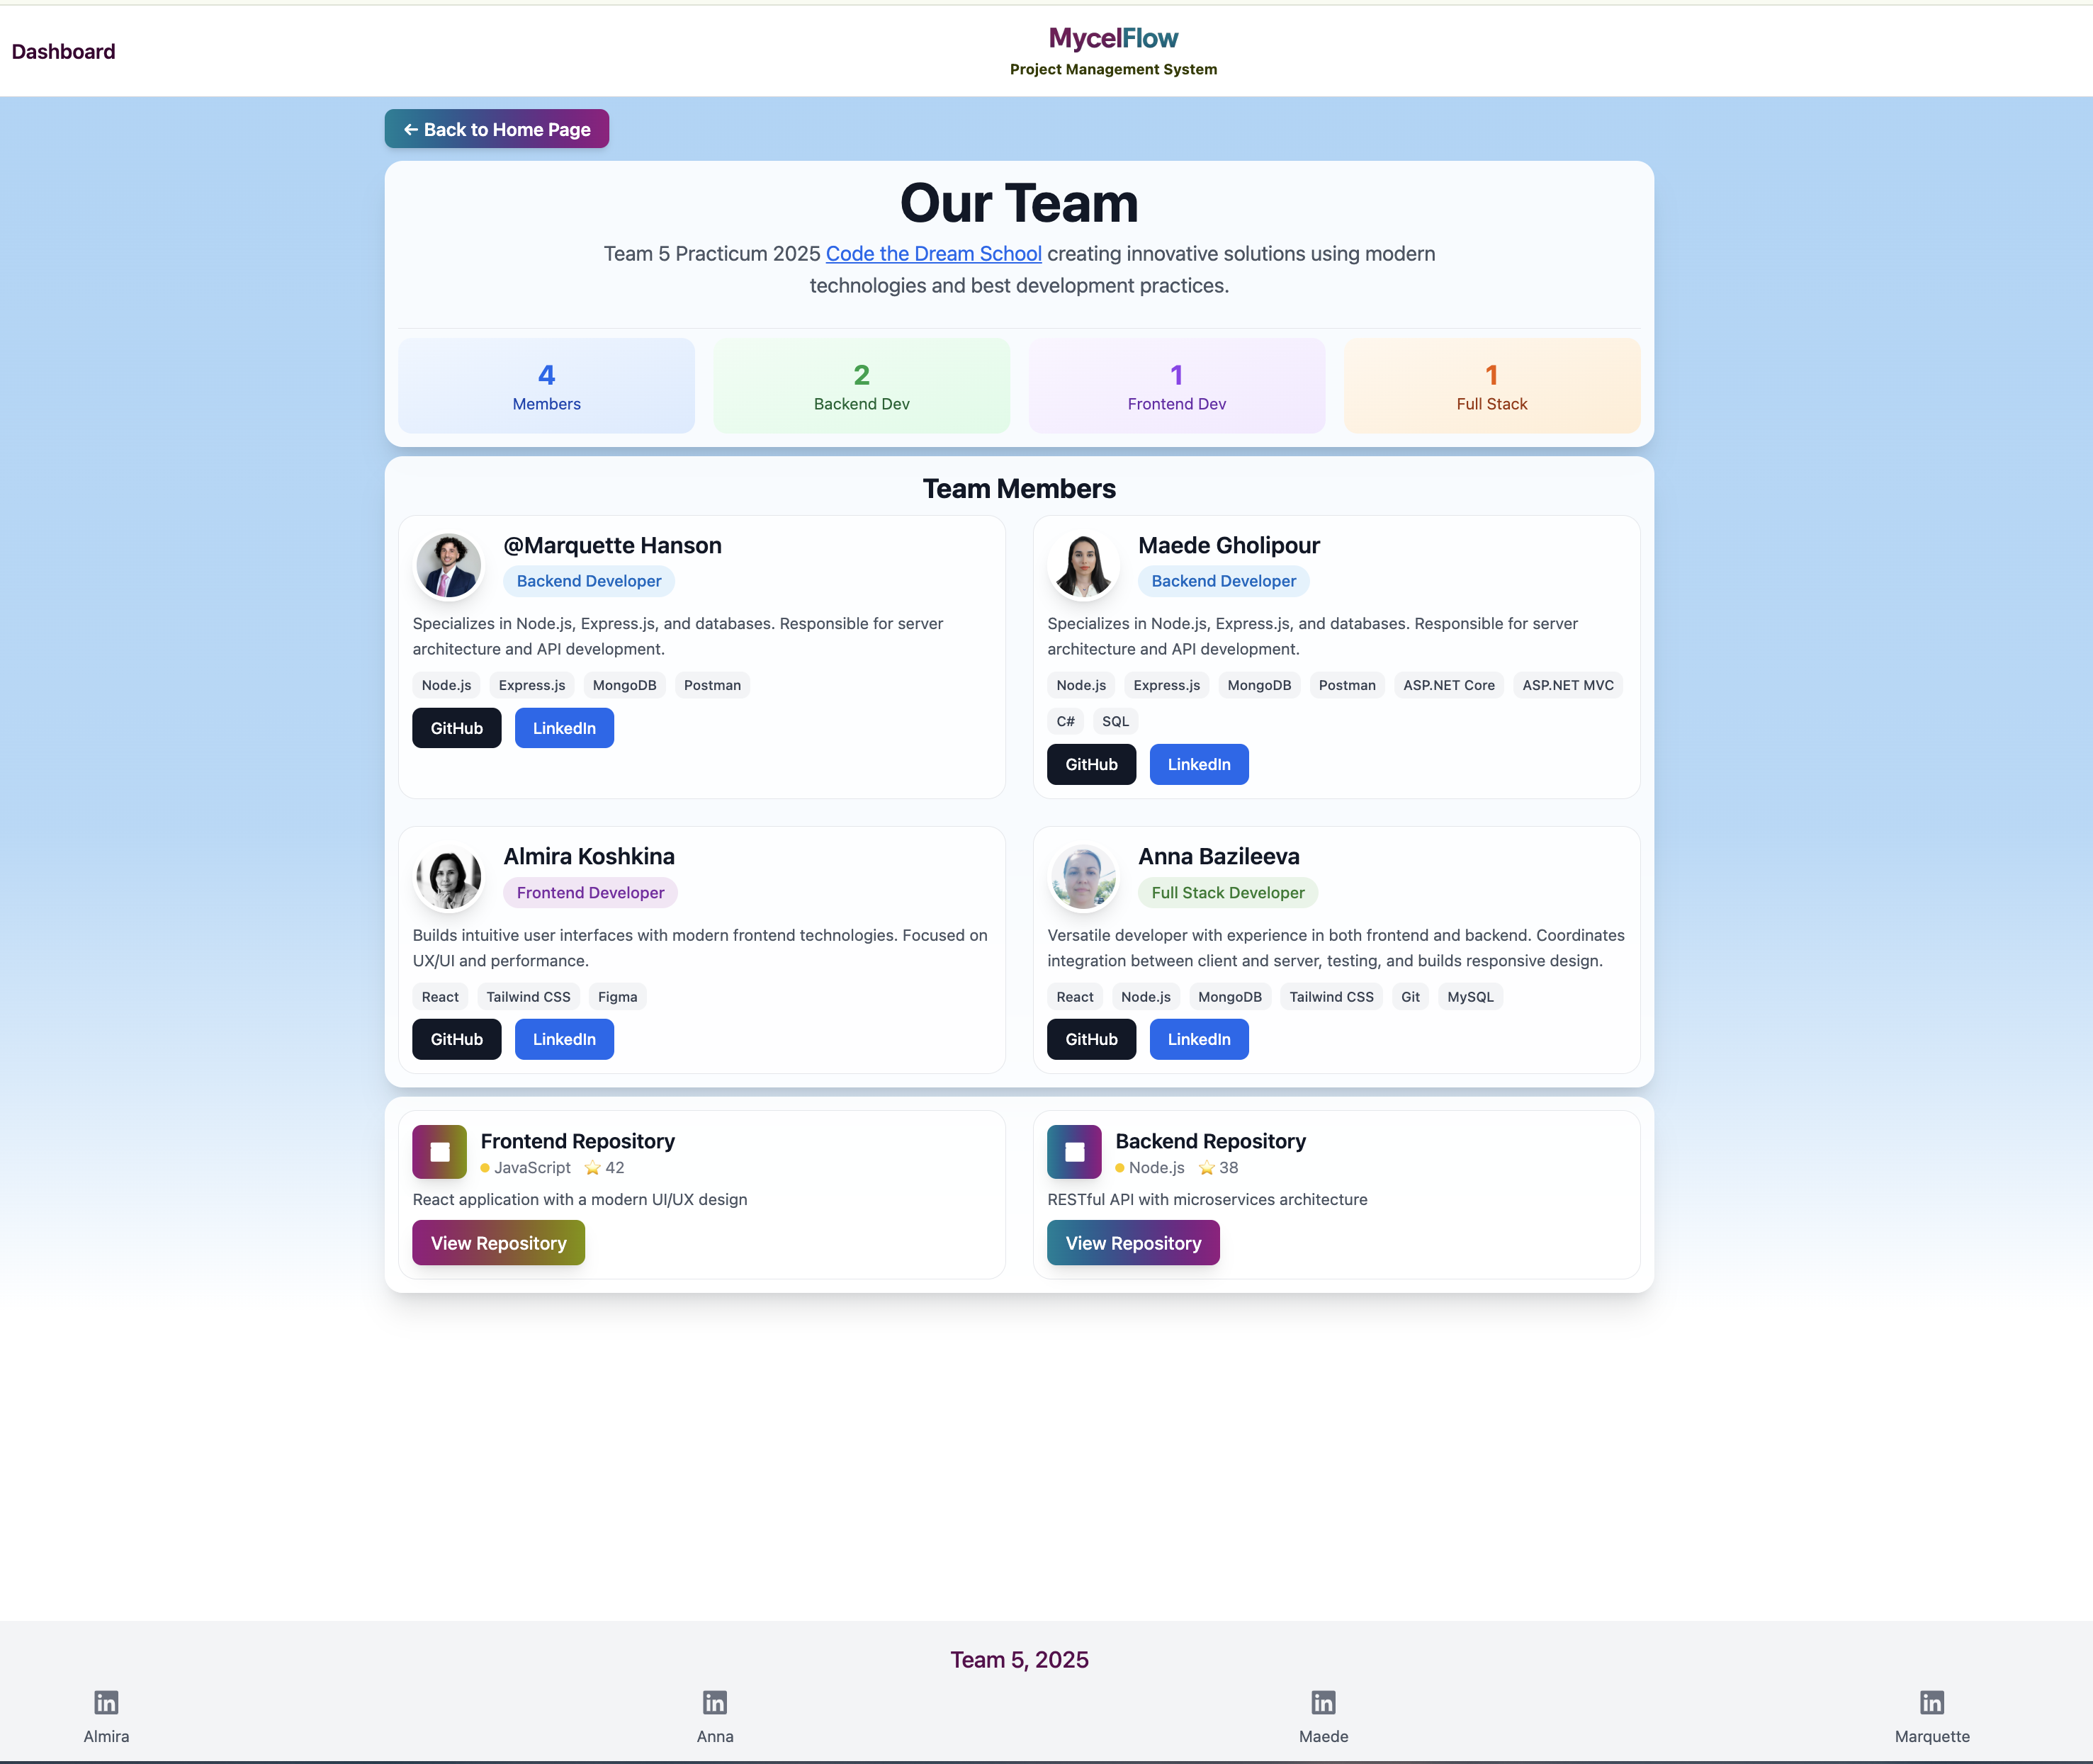 Dashboard
MycelFlow
Project Management System
← Back to Home Page
Our Team
Team 5 Practicum 2025 Code the Dream School creating innovative solutions using modern
technologies and best development practices.
4
Members
2
Backend Dev
1
Frontend Dev
1
Full Stack
Team Members
@Marquette Hanson
Backend Developer
Specializes in Node.js, Express.js, and databases. Responsible for server
architecture and API development.
Node.js Express.js MongoDB Postman
GitHub LinkedIn
Maede Gholipour
Backend Developer
Specializes in Node.js, Express.js, and databases. Responsible for server
architecture and API development.
Node.js Express.js MongoDB Postman ASP.NET Core ASP.NET MVC
C# SQL
GitHub LinkedIn
Almira Koshkina
Frontend Developer
Builds intuitive user interfaces with modern frontend technologies. Focused on
UX/UI and performance.
React Tailwind CSS Figma
GitHub LinkedIn
Anna Bazileeva
Full Stack Developer
Versatile developer with experience in both frontend and backend. Coordinates
integration between client and server, testing, and builds responsive design.
React Node.js MongoDB Tailwind CSS Git MySQL
GitHub LinkedIn
Frontend Repository
JavaScript ⭐ 42
React application with a modern UI/UX design
View Repository
Backend Repository
Node.js ⭐ 38
RESTful API with microservices architecture
View Repository
Team 5, 2025
in in in in
Almira Anna Maede Marquette